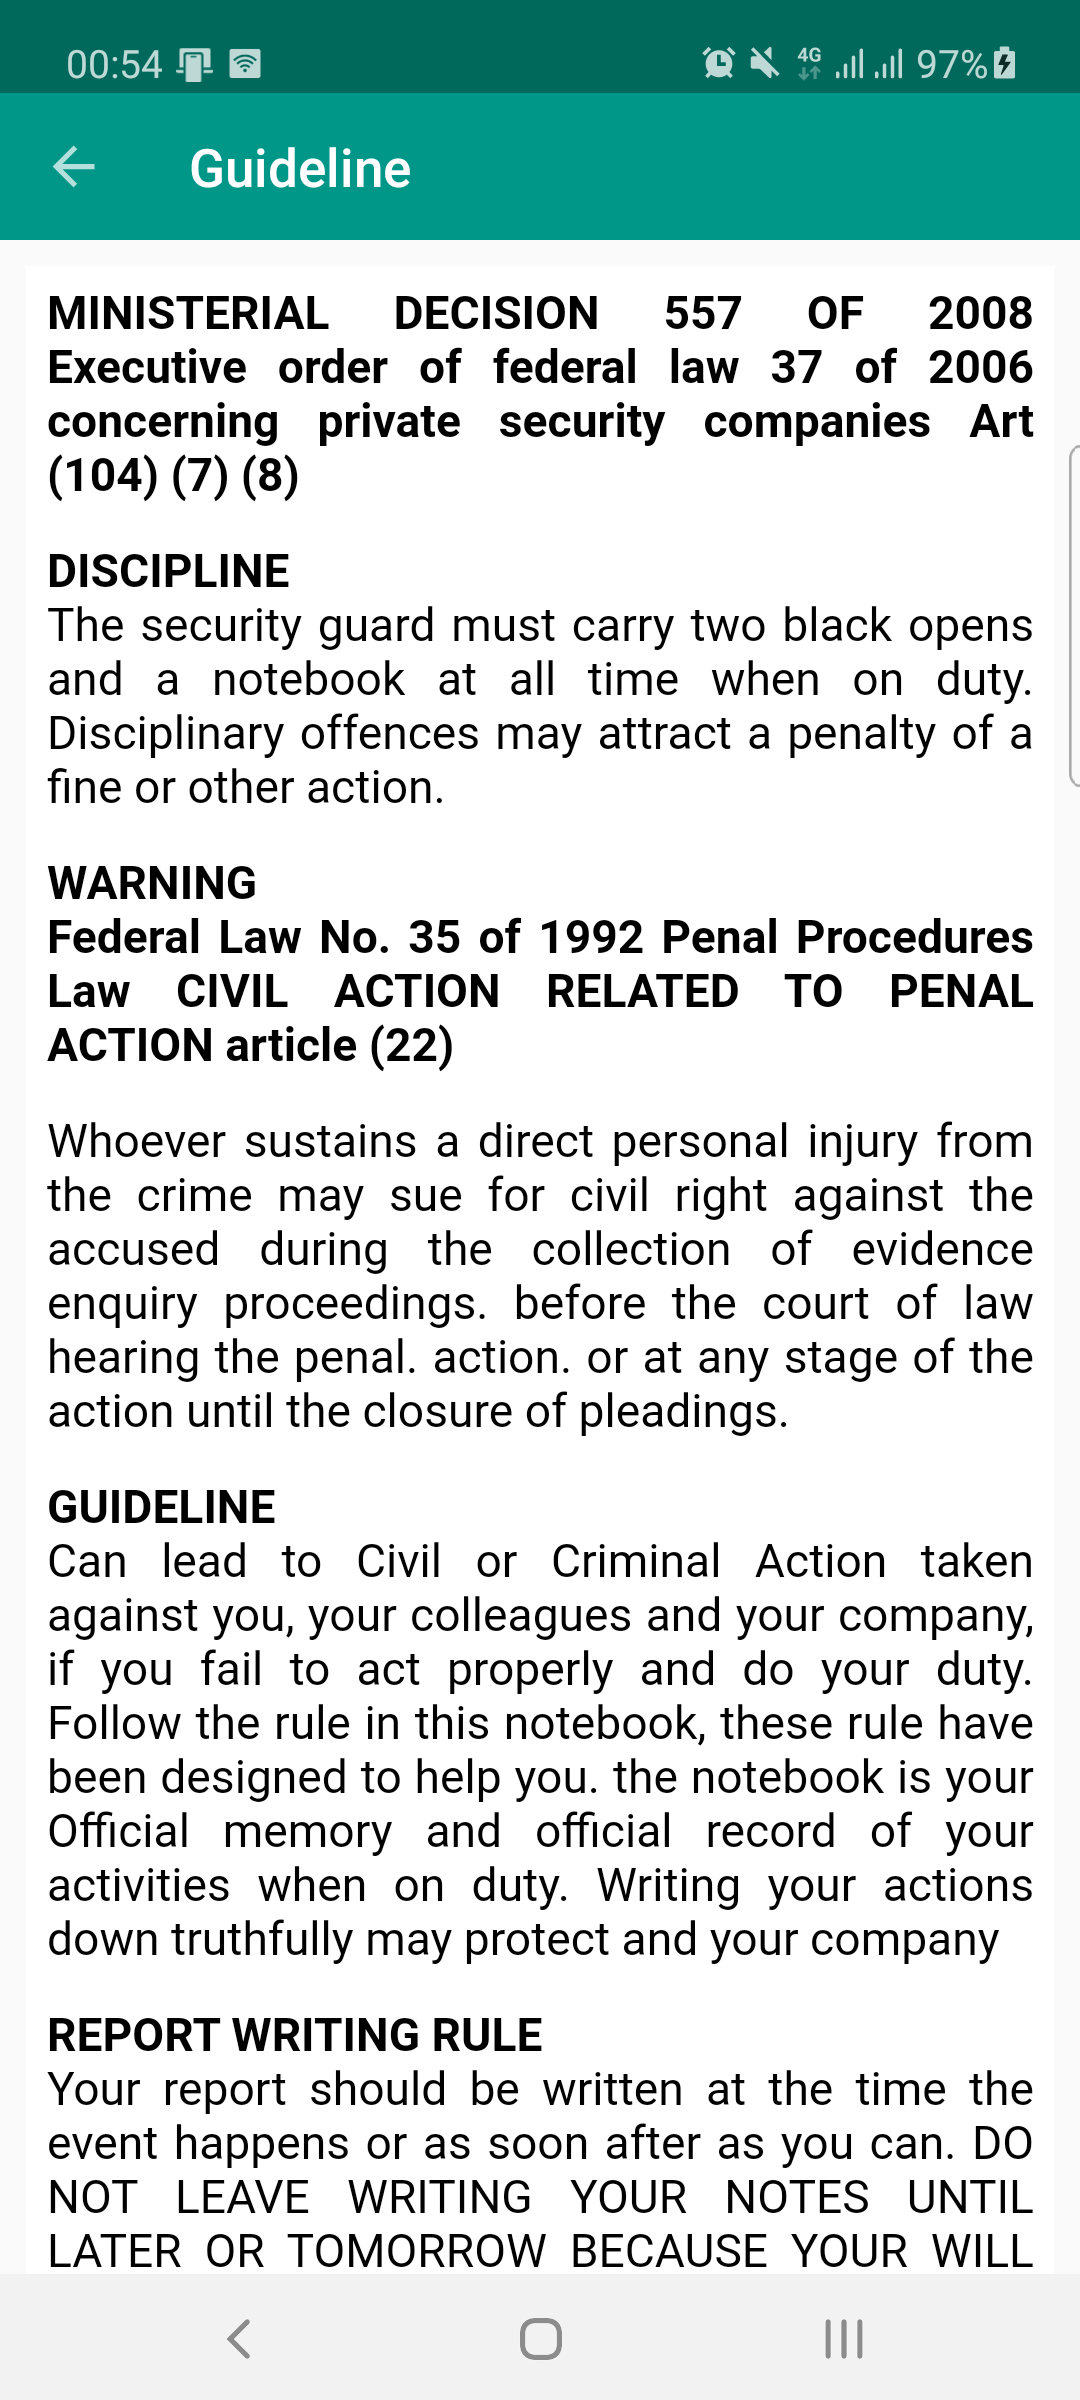 00:54
4G
97%
Guideline
MINISTERIAL DECISION 557 OF 2008
Executive order of federal law 37 of 2006
concerning private security companies Art
(104) (7) (8)
DISCIPLINE
The security guard must carry two black opens
and a notebook at all time when on duty.
Disciplinary offences may attract a penalty of a
fine or other action.
WARNING
Federal Law No. 35 of 1992 Penal Procedures
Law CIVIL ACTION RELATED TO PENAL
ACTION article (22)
Whoever sustains a direct personal injury from
the crime may sue for civil right against the
accused during the collection of evidence
enquiry proceedings. before the court of law
hearing the penal. action. or at any stage of the
action until the closure of pleadings.
GUIDELINE
Can lead to Civil or Criminal Action taken
against you, your colleagues and your company,
if you fail to act properly and do your duty.
Follow the rule in this notebook, these rule have
been designed to help you. the notebook is your
Official memory and official record of your
activities when on duty. Writing your actions
down truthfully may protect and your company
REPORT WRITING RULE
Your report should be written at the time the
event happens or as soon after as you can. DO
NOT LEAVE WRITING YOUR NOTES UNTIL
LATER OR TOMORROW BECAUSE YOUR WILL